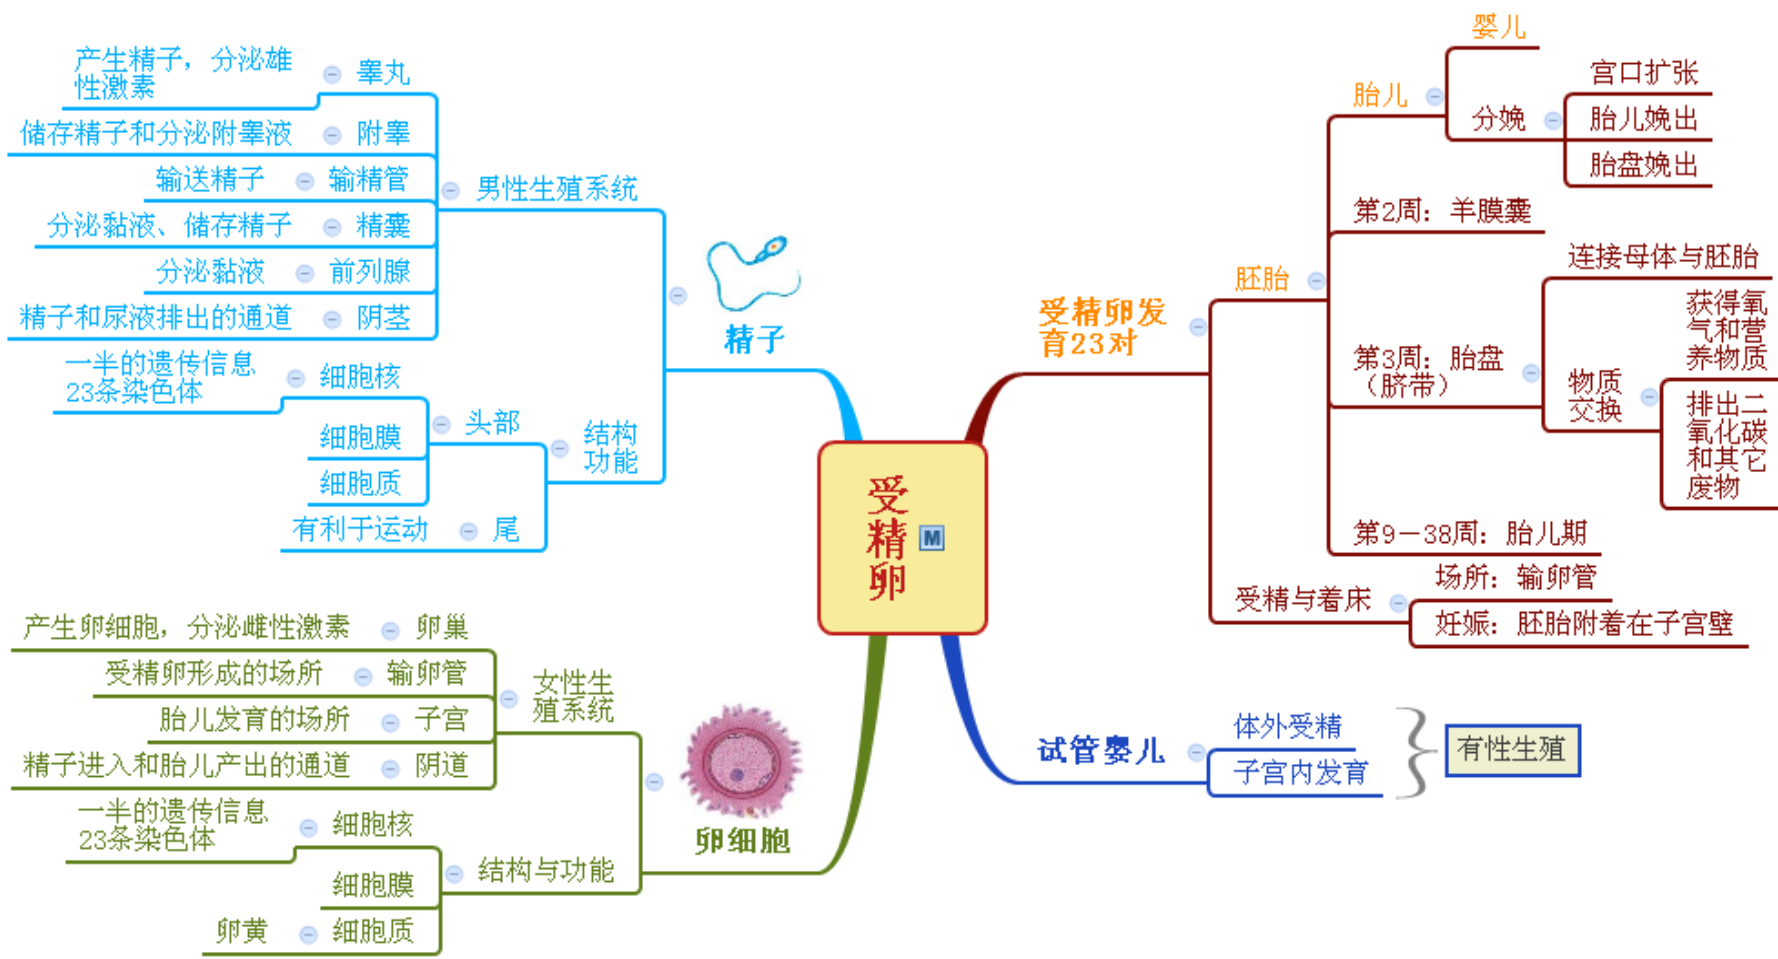 受
精
卵
M
精子
男性生殖系统
睾丸
产生精子，分泌雄
性激素
附睾
储存精子和分泌附睾液
输精管
输送精子
精囊
分泌黏液、储存精子
前列腺
分泌黏液
阴茎
精子和尿液排出的通道
结构
功能
头部
细胞核
一半的遗传信息
23条染色体
细胞膜
细胞质
尾
有利于运动
卵细胞
女性生
殖系统
卵巢
产生卵细胞，分泌雌性激素
输卵管
受精卵形成的场所
子宫
胎儿发育的场所
阴道
精子进入和胎儿产出的通道
结构与功能
细胞核
一半的遗传信息
23条染色体
细胞膜
细胞质
卵黄
受精卵发
育23对
胚胎
胎儿
婴儿
分娩
宫口扩张
胎儿娩出
胎盘娩出
第2周：羊膜囊
第3周：胎盘
（脐带）
连接母体与胚胎
物质
交换
获得氧
气和营
养物质
排出二
氧化碳
和其它
废物
第9－38周：胎儿期
受精与着床
场所：输卵管
妊娠：胚胎附着在子宫壁
试管婴儿
体外受精
子宫内发育
有性生殖